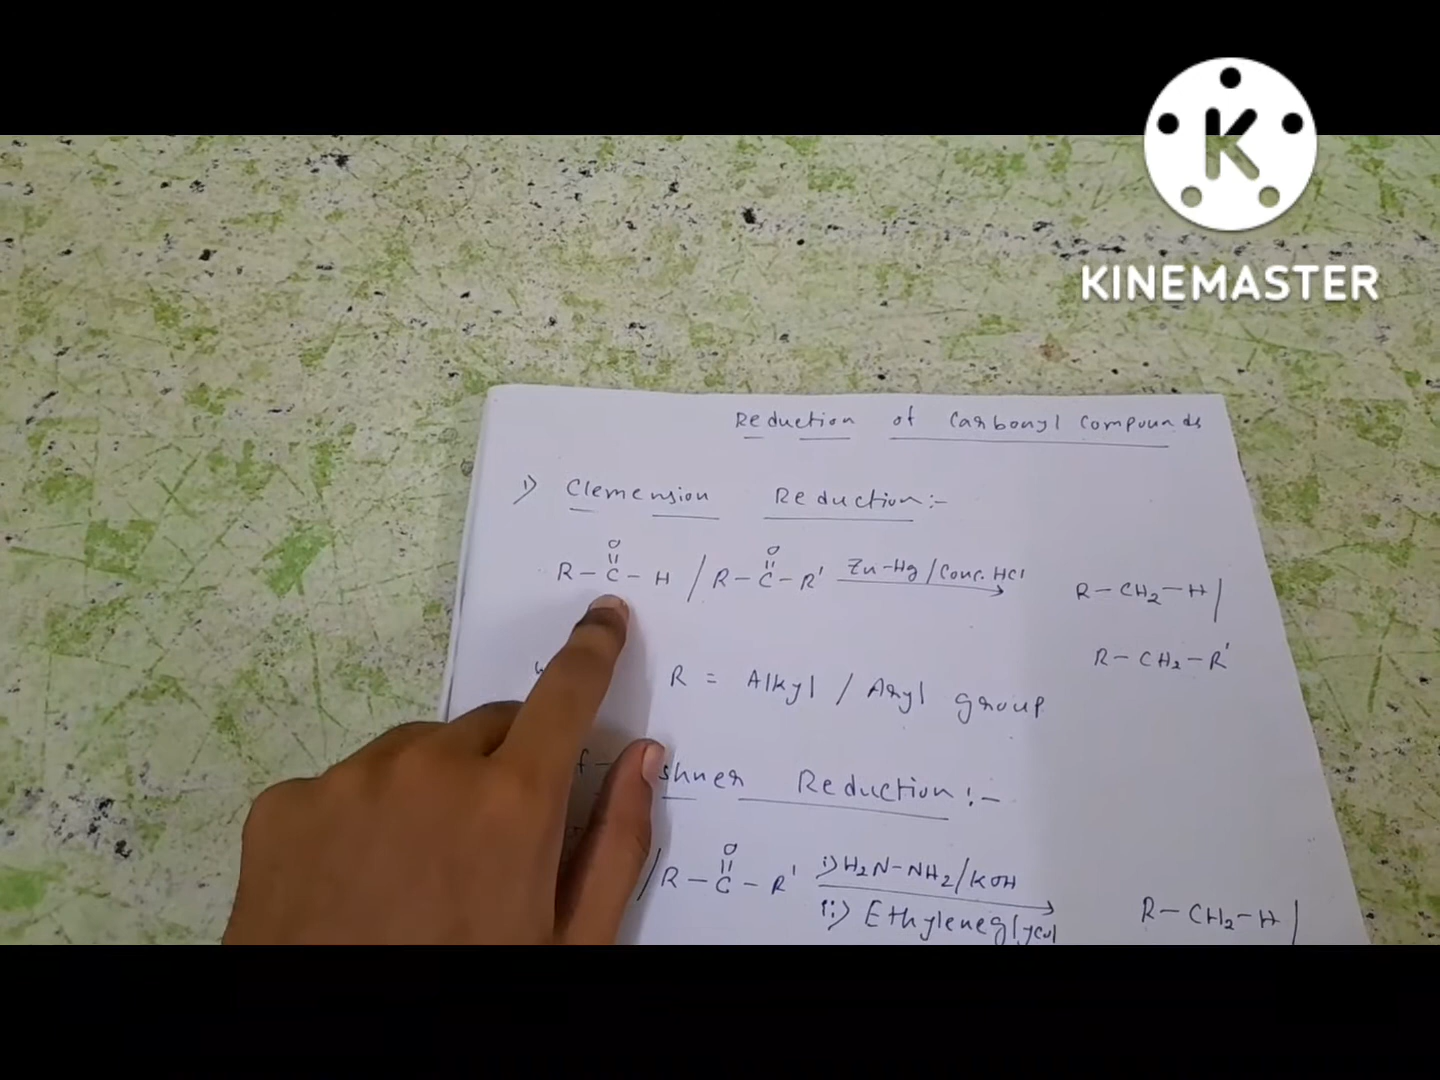 KINEMASTER
Reduction of Carbonyl Compounds
1) Clemension Reduction:-
O O
R – C – H / R – C – R' Zn-Hg / Conc. HCl R – CH2 – H /
R – CH2 – R'
R = Alkyl / Aryl group
shner Reduction:-
O
/ R – C – R' i) H2N-NH2/KOH
ii) Ethyleneglycol R – CH2 – H /